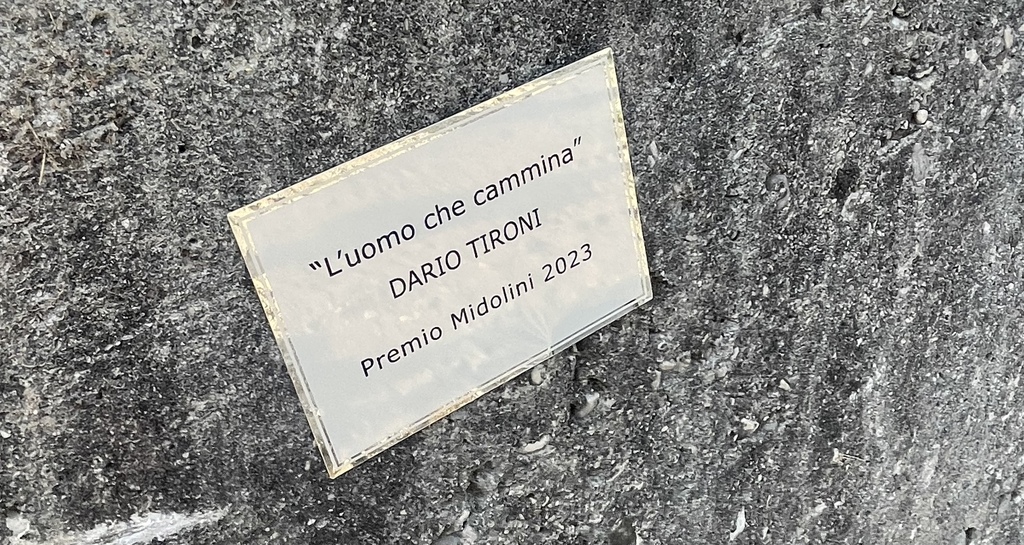 “L’uomo che cammina”
DARIO TIRONI
Premio Midolini 2023